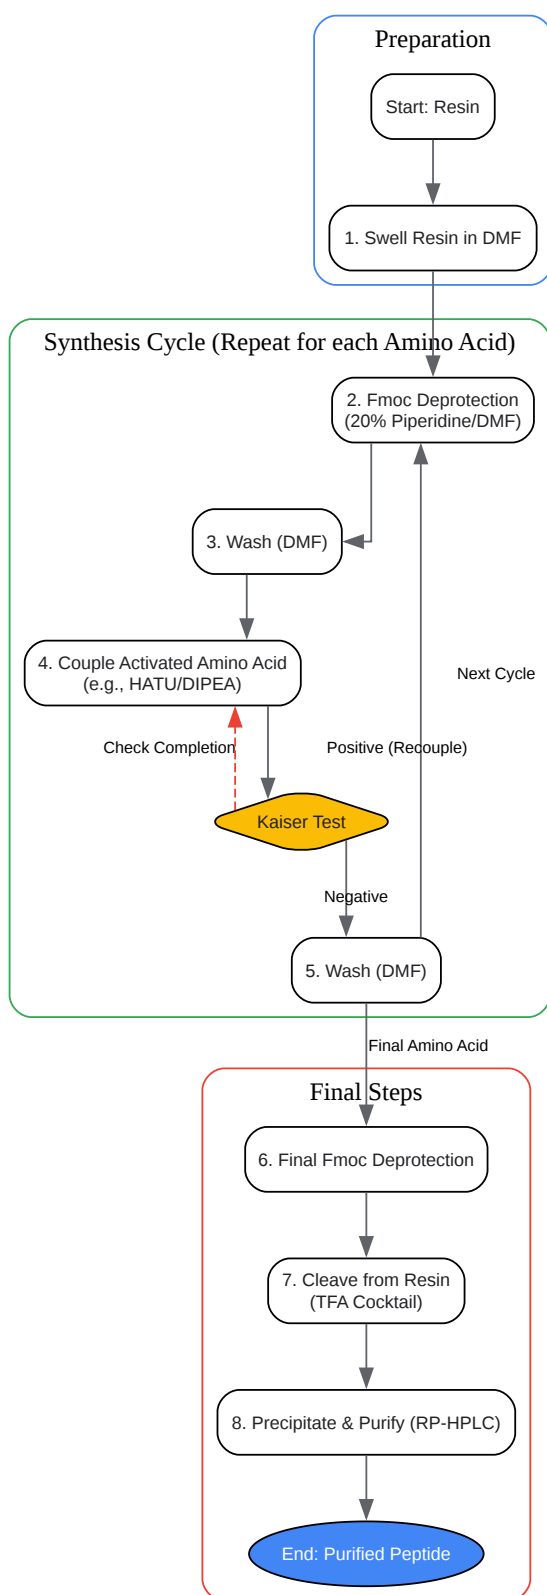 Preparation
Start: Resin
1. Swell Resin in DMF
Synthesis Cycle (Repeat for each Amino Acid)
2. Fmoc Deprotection
(20% Piperidine/DMF)
3. Wash (DMF)
4. Couple Activated Amino Acid
(e.g., HATU/DIPEA)
Next Cycle
Check Completion
Positive (Recouple)
Kaiser Test
Negative
5. Wash (DMF)
Final Amino Acid
Final Steps
6. Final Fmoc Deprotection
7. Cleave from Resin
(TFA Cocktail)
8. Precipitate & Purify (RP-HPLC)
End: Purified Peptide